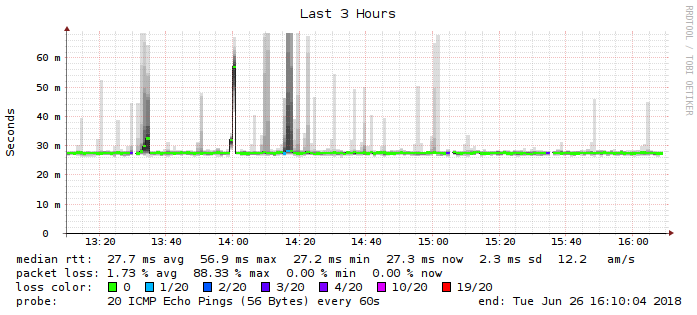 Last 3 Hours
RRDTOOL / TOBI OETIKER
Seconds
60 m
50 m
40 m
30 m
20 m
10 m
0
13:20 13:40 14:00 14:20 14:40 15:00 15:20 15:40 16:00
median rtt: 27.7 ms avg 56.9 ms max 27.2 ms min 27.3 ms now 2.3 ms sd 12.2 am/s
packet loss: 1.73 % avg 88.33 % max 0.00 % min 0.00 % now
loss color: 0 1/20 2/20 3/20 4/20 10/20 19/20
probe: 20 ICMP Echo Pings (56 Bytes) every 60s end: Tue Jun 26 16:10:04 2018